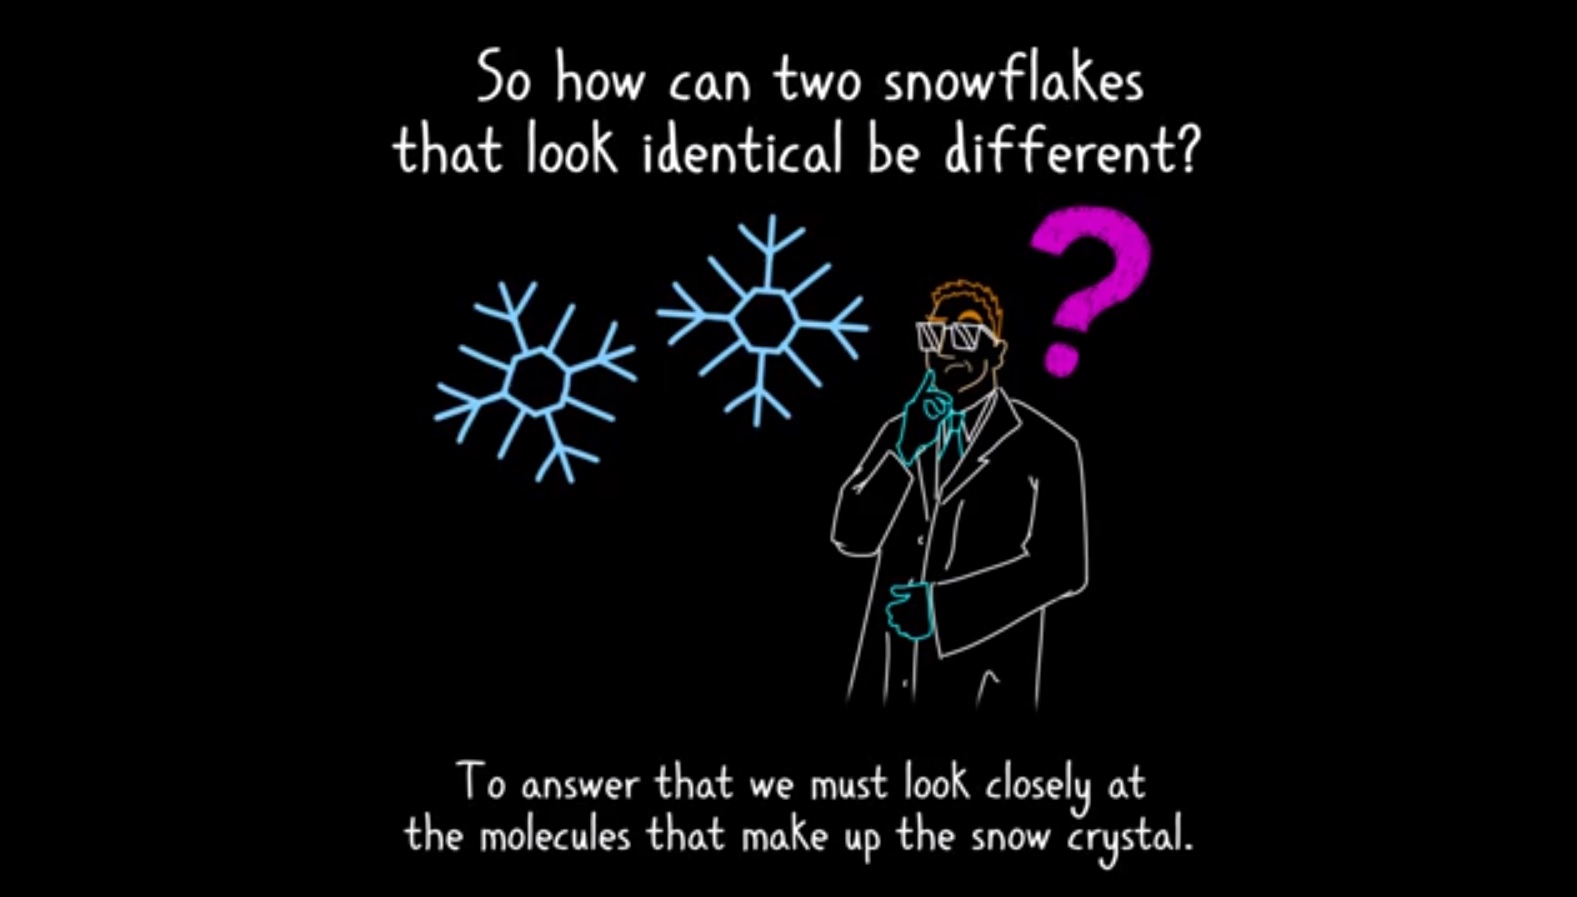 So how can two snowflakes
that look identical be different?
?
To answer that we must look closely at
the molecules that make up the snow crystal.